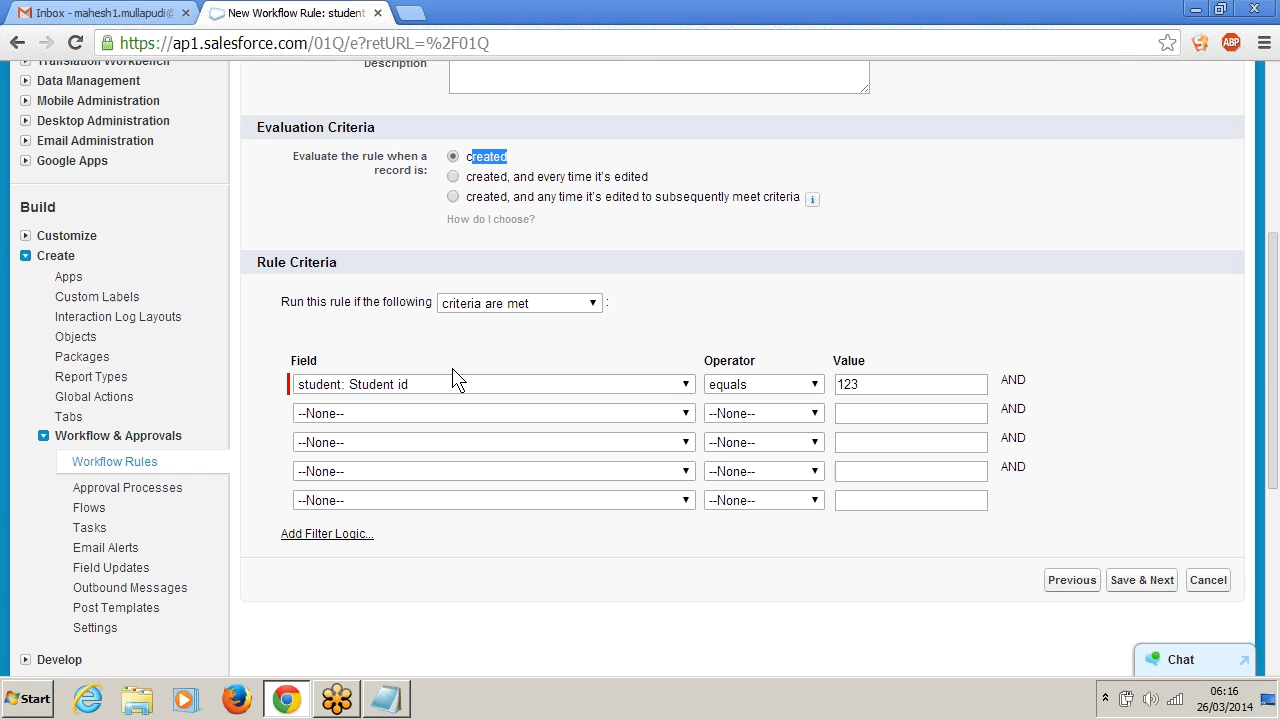 Inbox - mahesh1.mullapudi@
New Workflow Rule: student
https://ap1.salesforce.com/01Q/e?retURL=%2F01Q
ABP
Translation Workbench
Data Management
Mobile Administration
Desktop Administration
Email Administration
Google Apps
Build
Customize
Create
Apps
Custom Labels
Interaction Log Layouts
Objects
Packages
Report Types
Global Actions
Tabs
Workflow & Approvals
Workflow Rules
Approval Processes
Flows
Tasks
Email Alerts
Field Updates
Outbound Messages
Post Templates
Settings
Develop
Description
Evaluation Criteria
Evaluate the rule when a
record is:
created
created, and every time it's edited
created, and any time it's edited to subsequently meet criteria i
How do I choose?
Rule Criteria
Run this rule if the following criteria are met :
Field Operator Value
student: Student id equals 123 AND
--None-- --None-- AND
--None-- --None-- AND
--None-- --None-- AND
--None-- --None--
Add Filter Logic...
Previous Save & Next Cancel
Chat
Start
06:16
26/03/2014